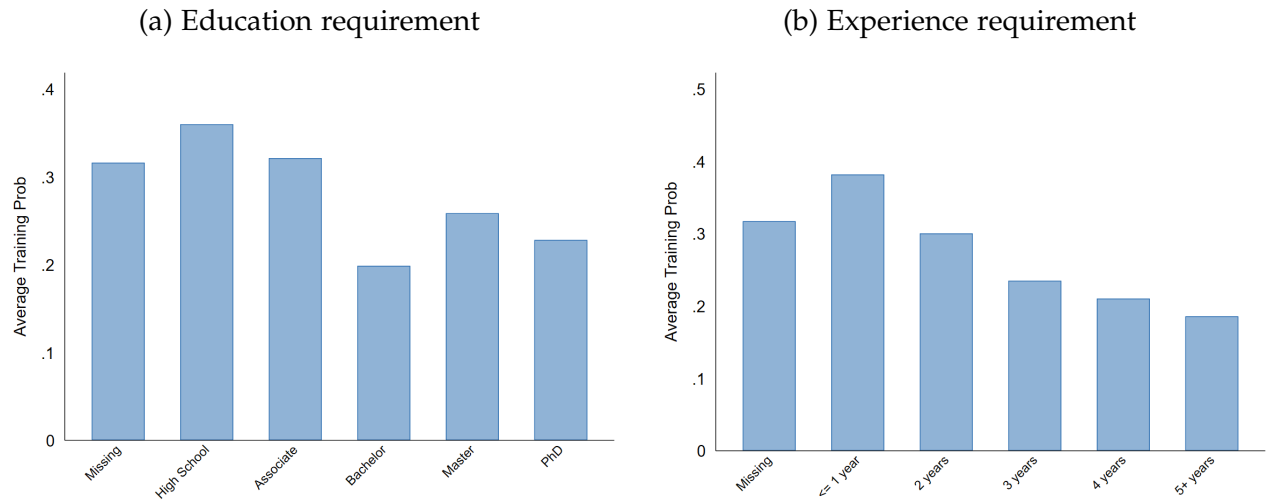 (a) Education requirement
Average Training Prob
.4
.3
.2
.1
0
Missing
High School
Associate
Bachelor
Master
PhD
(b) Experience requirement
Average Training Prob
.5
.4
.3
.2
.1
0
Missing
<= 1 year
2 years
3 years
4 years
5+ years